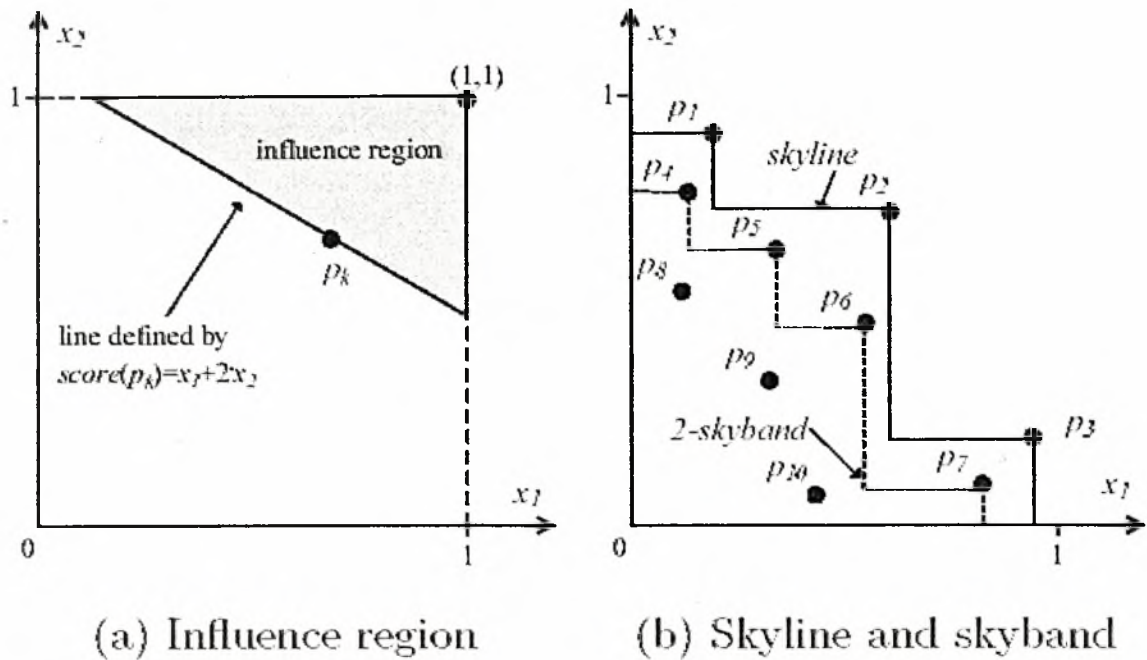 x2
1
(1,1)
influence region
pk
line defined by
score(pk)=x1+2x2
x1
0
1
(a) Influence region
x2
1
p1
skyline
p4
p2
p5
p8
p6
p9
2-skyband
p3
p10
p7
x1
0
1
(b) Skyline and skyband